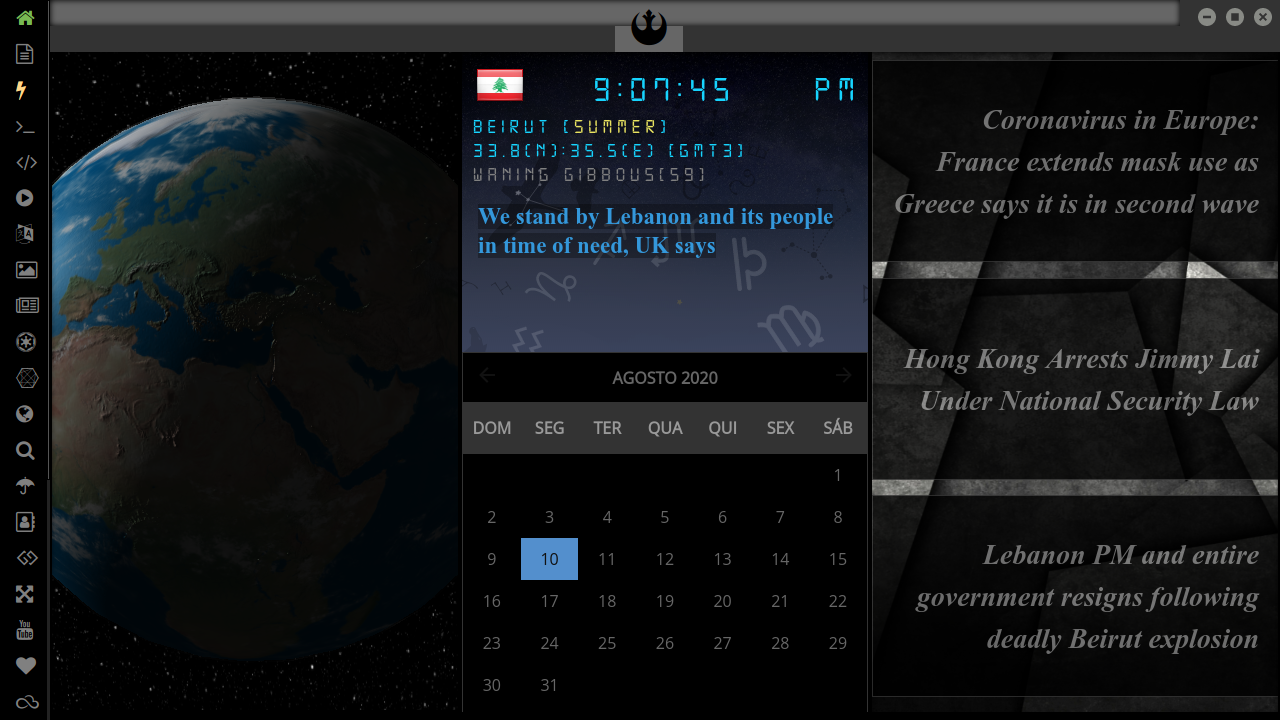 9:07:45 PM
BEIRUT (SUMMER)
33.8(N):35.5(E) (GMT3)
WANING GIBBOUS(59)
We stand by Lebanon and its people
in time of need, UK says
AGOSTO 2020
DOM SEG TER QUA QUI SEX SÁB
1
2 3 4 5 6 7 8
9 10 11 12 13 14 15
16 17 18 19 20 21 22
23 24 25 26 27 28 29
30 31
Coronavirus in Europe:
France extends mask use as
Greece says it is in second wave
Hong Kong Arrests Jimmy Lai
Under National Security Law
Lebanon PM and entire
government resigns following
deadly Beirut explosion
You
Tube